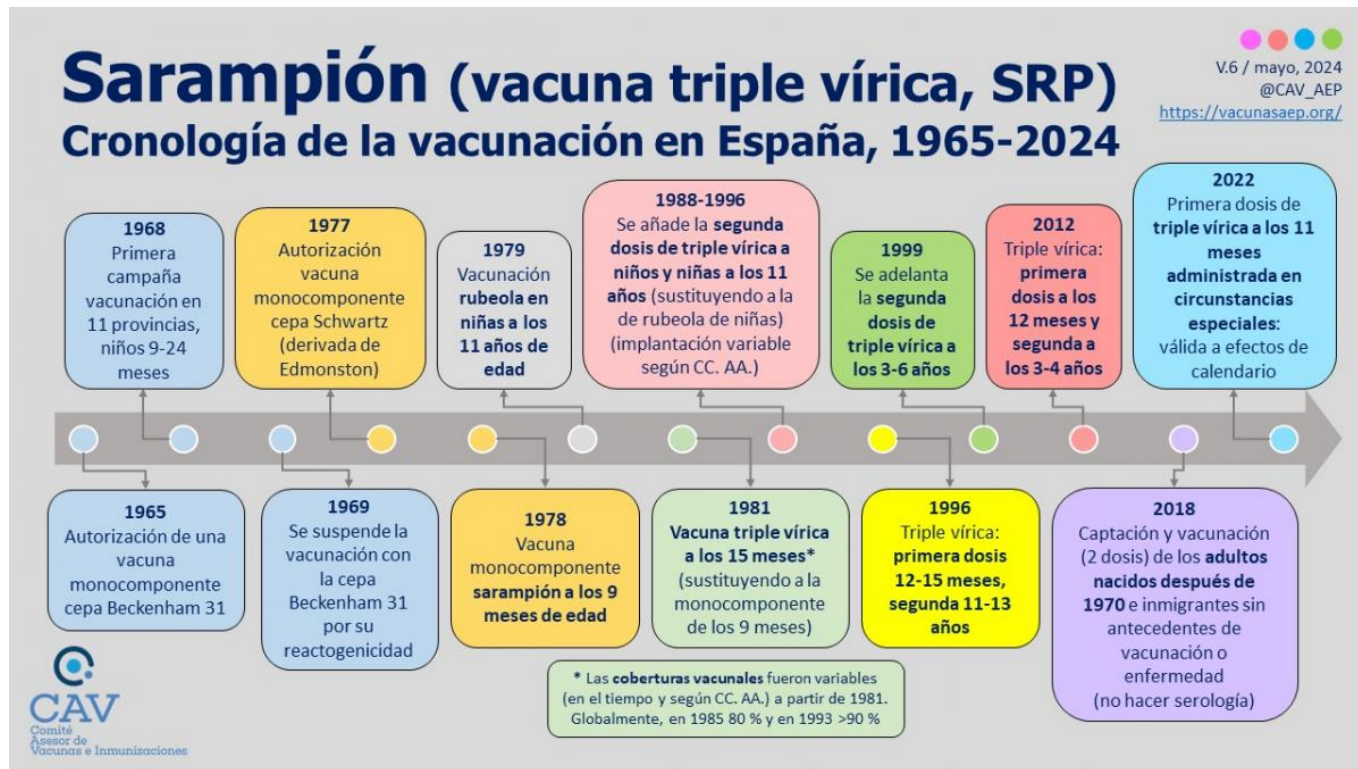 Sarampión (vacuna triple vírica, SRP)
Cronología de la vacunación en España, 1965-2024
V.6 / mayo, 2024
@CAV_AEP
https://vacunasaep.org/
1968
Primera
campaña
vacunación en
11 provincias,
niños 9-24
meses
1977
Autorización
vacuna
monocomponente
cepa Schwartz
(derivada de
Edmonston)
1979
Vacunación
rubeola en
niñas a los
11 años de
edad
1988-1996
Se añade la segunda
dosis de triple vírica a
niños y niñas a los 11
años (sustituyendo a la
de rubeola de niñas)
(implantación variable
según CC. AA.)
1999
Se adelanta
la segunda
dosis de
triple vírica a
los 3-6 años
2012
Triple vírica:
primera
dosis a los
12 meses y
segunda a
los 3-4 años
2022
Primera dosis de
triple vírica a los 11
meses
administrada en
circunstancias
especiales:
válida a efectos de
calendario
1965
Autorización de una
vacuna
monocomponente
cepa Beckenham 31
1969
Se suspende la
vacunación con
la cepa
Beckenham 31
por su
reactogenicidad
1978
Vacuna
monocomponente
sarampión a los 9
meses de edad
1981
Vacuna triple vírica
a los 15 meses*
(sustituyendo a la
monocomponente
de los 9 meses)
1996
Triple vírica:
primera dosis
12-15 meses,
segunda 11-13
años
2018
Captación y vacunación
(2 dosis) de los adultos
nacidos después de
1970 e inmigrantes sin
antecedentes de
vacunación o
enfermedad
(no hacer serología)
* Las coberturas vacunales fueron variables
(en el tiempo y según CC. AA.) a partir de 1981.
Globalmente, en 1985 80 % y en 1993 >90 %
CAV
Comité
Asesor de
Vacunas e Inmunizaciones